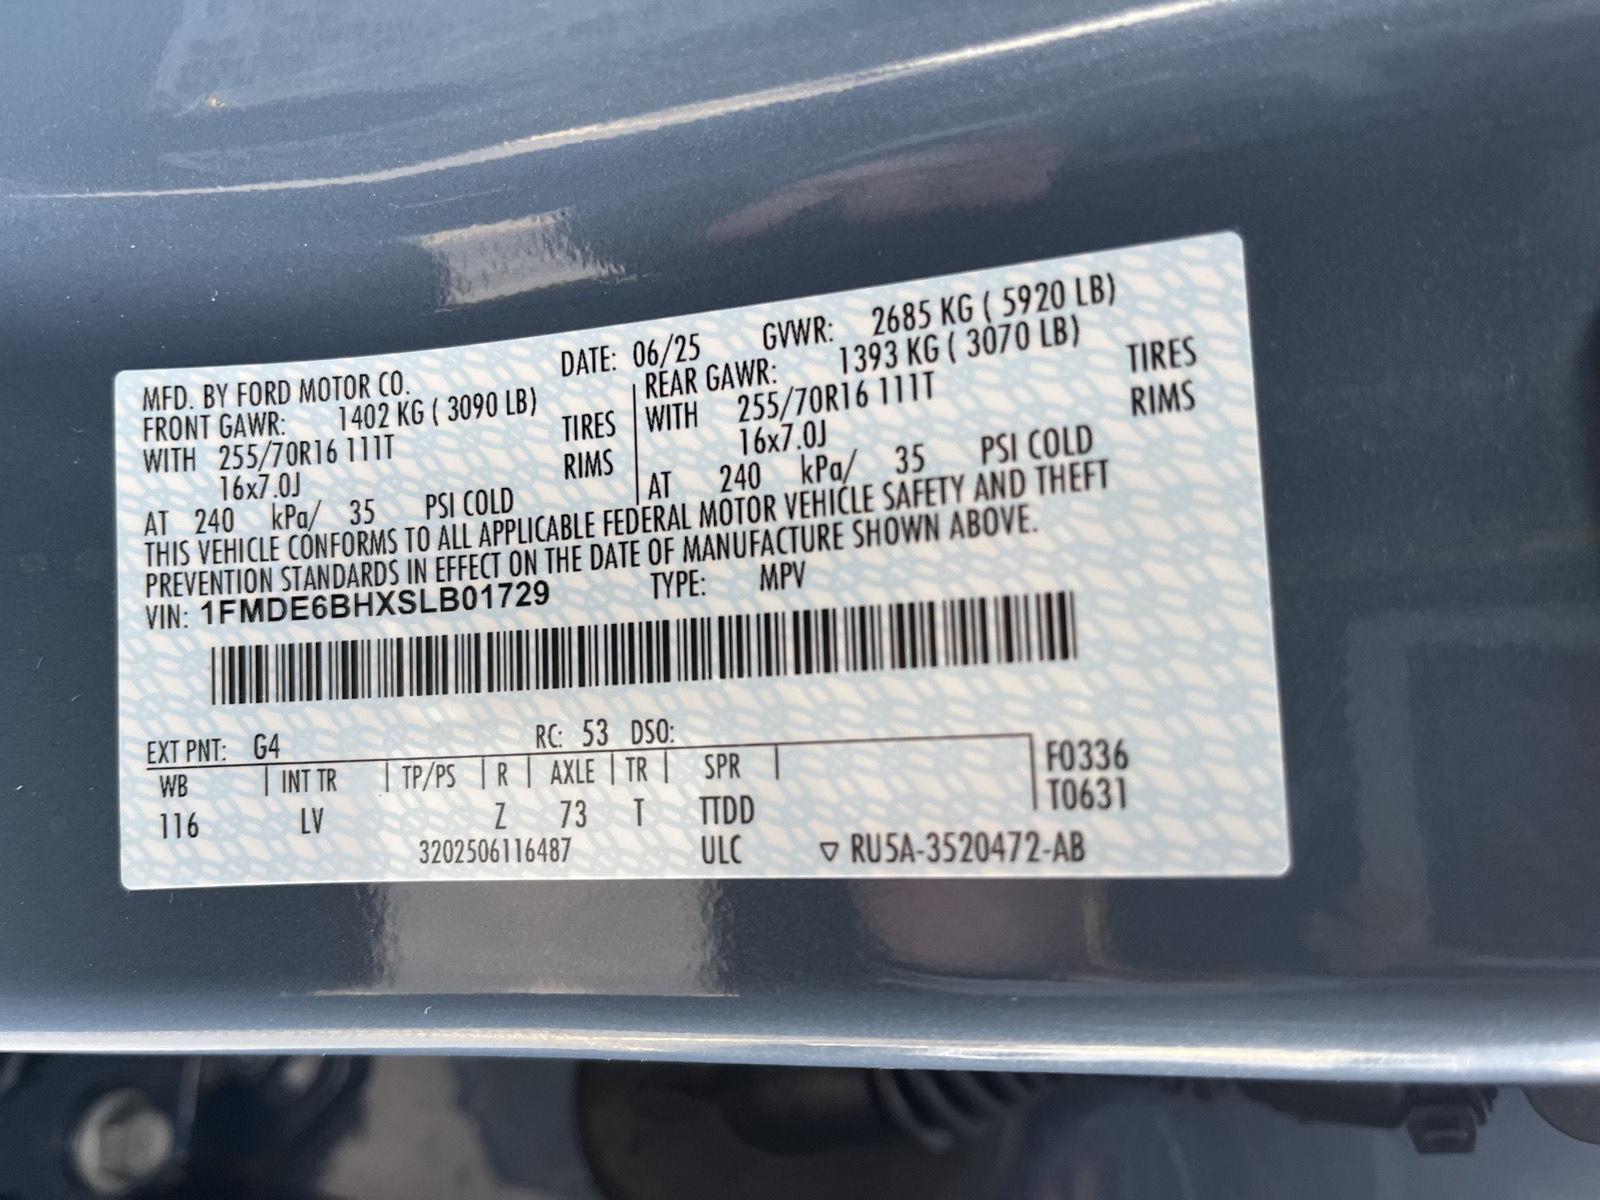 MFD. BY FORD MOTOR CO. DATE: 06/25 GVWR: 2685 KG ( 5920 LB)
FRONT GAWR: 1402 KG ( 3090 LB)
WITH 255/70R16 111T TIRES
16x7.0J RIMS
AT 240 kPa/ 35 PSI COLD
REAR GAWR: 1393 KG ( 3070 LB)
WITH 255/70R16 111T TIRES
16x7.0J RIMS
AT 240 kPa/ 35 PSI COLD
THIS VEHICLE CONFORMS TO ALL APPLICABLE FEDERAL MOTOR VEHICLE SAFETY AND THEFT
PREVENTION STANDARDS IN EFFECT ON THE DATE OF MANUFACTURE SHOWN ABOVE.
VIN: 1FMDE6BHXSLB01729 TYPE: MPV
EXT PNT: G4 RC: 53 DSO:
WB INT TR TP/PS R AXLE TR SPR F0336
116 LV Z 73 T TTDD T0631
3202506116487 ULC ▽ RU5A-3520472-AB